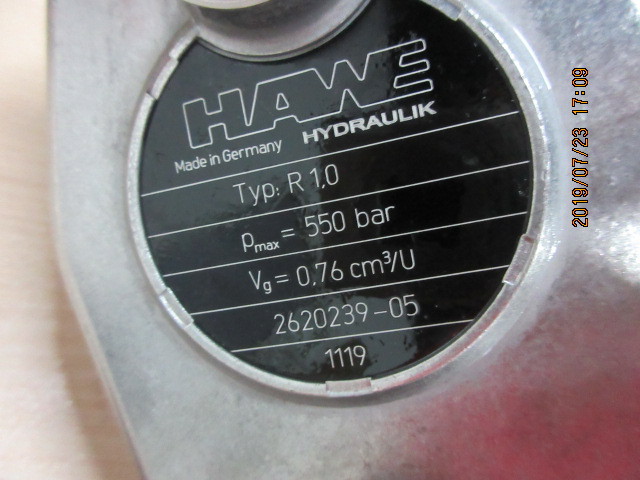 HAWE
HYDRAULIK
Made in Germany
Typ: R 1,0
pmax = 550 bar
Vg = 0,76 cm³/U
2620239-05
1119
2019/07/23 17:09